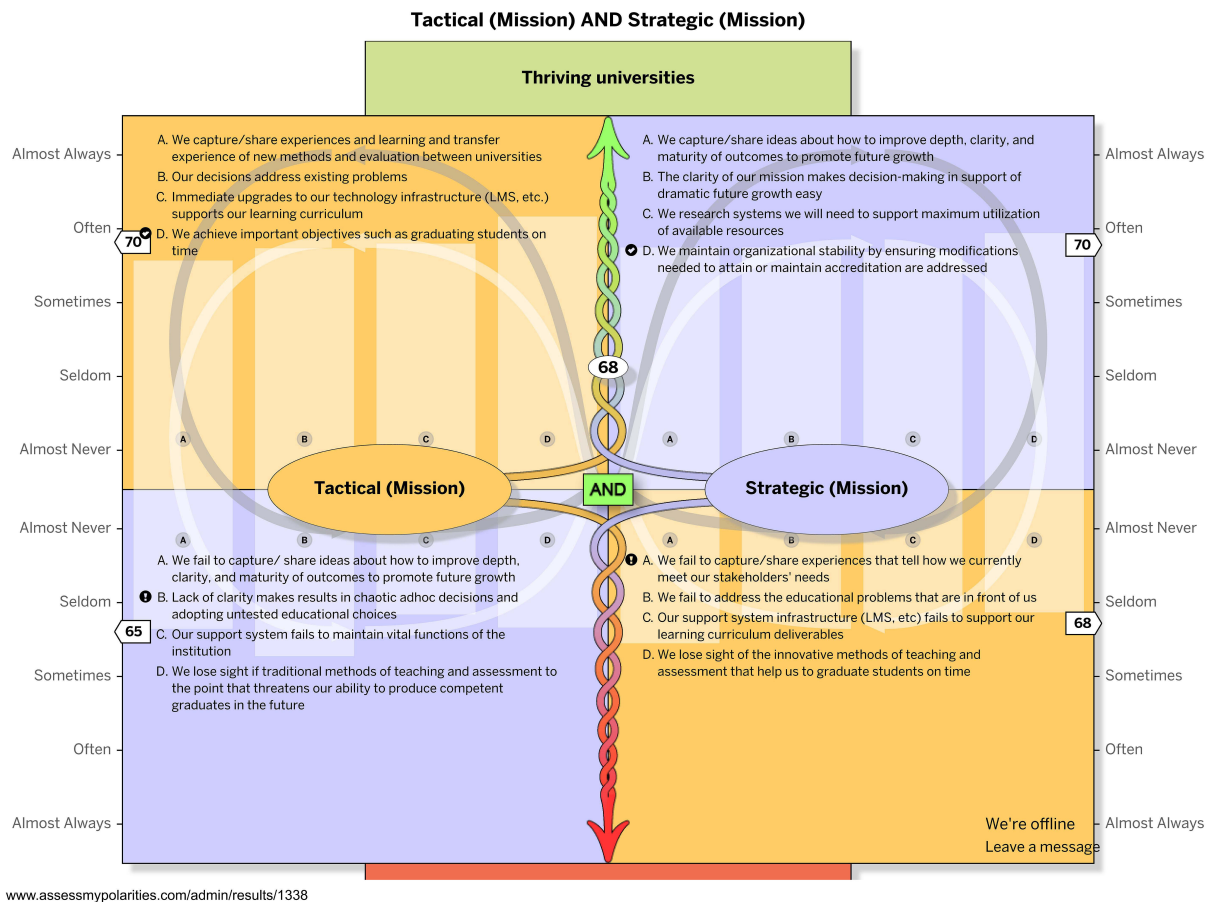 Tactical (Mission) AND Strategic (Mission)
Thriving universities
Almost Always
Often
Sometimes
Seldom
Almost Never
Almost Never
Seldom
Sometimes
Often
Almost Always
70
A. We capture/share experiences and learning and transfer
experience of new methods and evaluation between universities
B. Our decisions address existing problems
C. Immediate upgrades to our technology infrastructure (LMS, etc.)
supports our learning curriculum
D. We achieve important objectives such as graduating students on
time
A. We capture/share ideas about how to improve depth, clarity, and
maturity of outcomes to promote future growth
B. The clarity of our mission makes decision-making in support of
dramatic future growth easy
C. We research systems we will need to support maximum utilization
of available resources
D. We maintain organizational stability by ensuring modifications
needed to attain or maintain accreditation are addressed
Almost Always
Often
Sometimes
Seldom
Almost Never
Almost Never
Seldom
Sometimes
Often
Almost Always
70
68
A B C D
A B C D
Tactical (Mission)
AND
Strategic (Mission)
A B C D
A B C D
A. We fail to capture/ share ideas about how to improve depth,
clarity, and maturity of outcomes to promote future growth
B. Lack of clarity makes results in chaotic adhoc decisions and
adopting untested educational choices
C. Our support system fails to maintain vital functions of the
institution
D. We lose sight if traditional methods of teaching and assessment to
the point that threatens our ability to produce competent
graduates in the future
65
A. We fail to capture/share experiences that tell how we currently
meet our stakeholders' needs
B. We fail to address the educational problems that are in front of us
C. Our support system infrastructure (LMS, etc) fails to support our
learning curriculum deliverables
D. We lose sight of the innovative methods of teaching and
assessment that help us to graduate students on time
68
We're offline
Leave a message
www.assessmypolarities.com/admin/results/1338